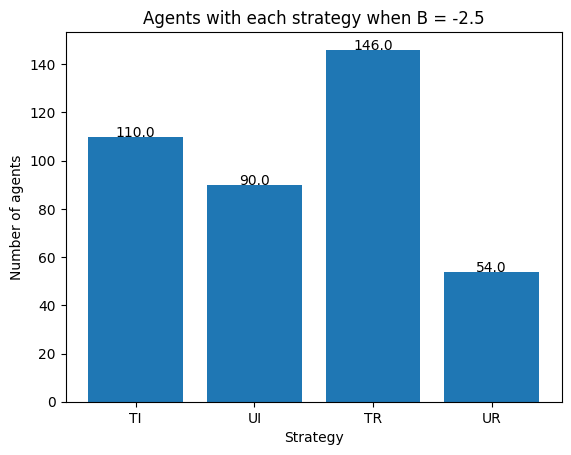 Agents with each strategy when B = -2.5
Number of agents
140
120
100
80
60
40
20
0
110.0
90.0
146.0
54.0
TI
UI
TR
UR
Strategy